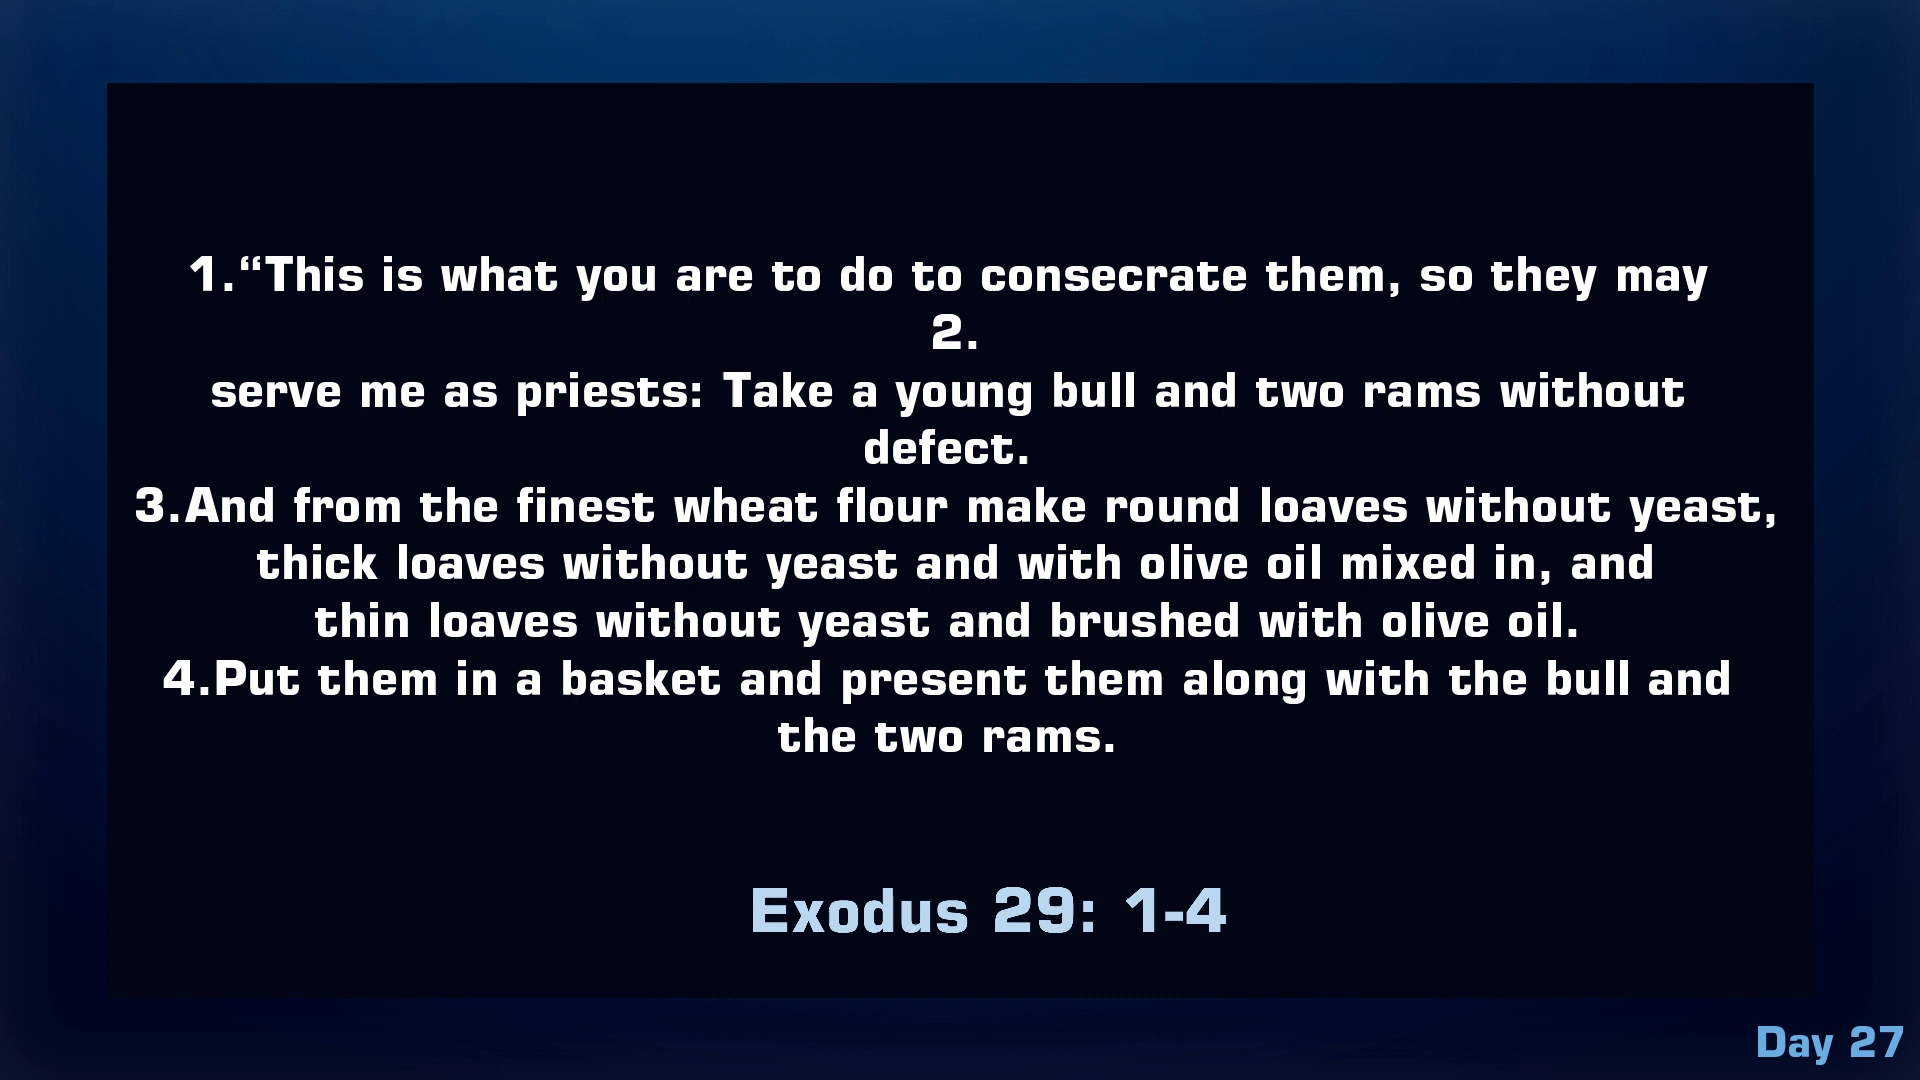 1.“This is what you are to do to consecrate them, so they may
2.
serve me as priests: Take a young bull and two rams without
defect.
3.And from the finest wheat flour make round loaves without yeast,
thick loaves without yeast and with olive oil mixed in, and
thin loaves without yeast and brushed with olive oil.
4.Put them in a basket and present them along with the bull and
the two rams.
Exodus 29: 1-4
Day 27